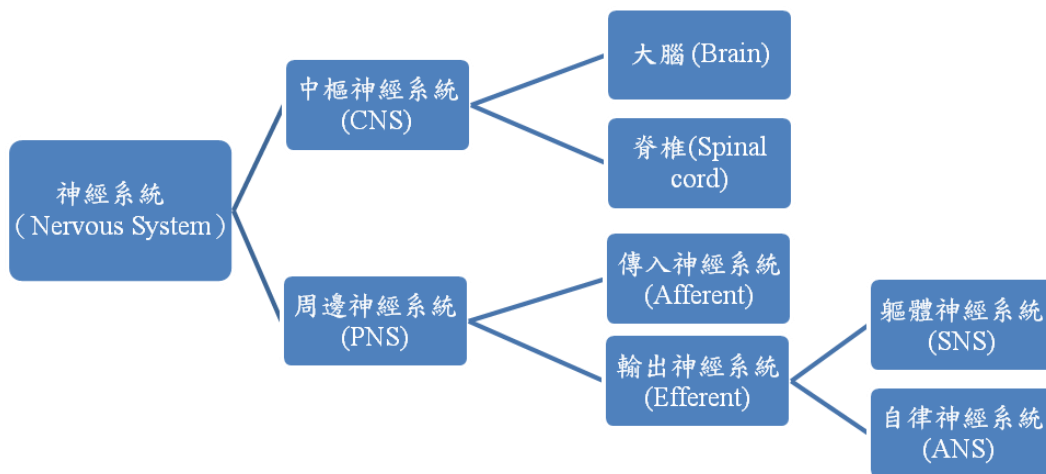 神經系統
（Nervous System）
中樞神經系統
(CNS)
大腦 (Brain)
脊椎(Spinal
cord)
周邊神經系統
(PNS)
傳入神經系統
(Afferent)
輸出神經系統
(Efferent)
軀體神經系統
(SNS)
自律神經系統
(ANS)